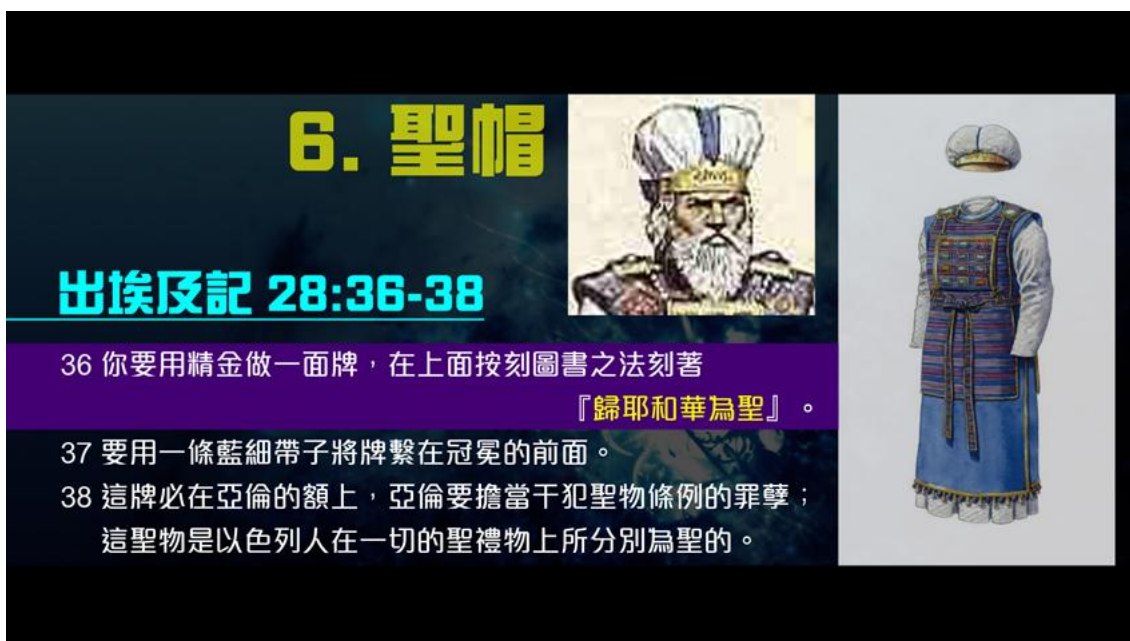 6. 聖帽
出埃及記 28:36-38
36 你要用精金做一面牌，在上面按刻圖書之法刻著
『歸耶和華為聖』。
37 要用一條藍細帶子將牌繫在冠冕的前面。
38 這牌必在亞倫的額上，亞倫要擔當干犯聖物條例的罪孽；
這聖物是以色列人在一切的聖禮物上所分別為聖的。